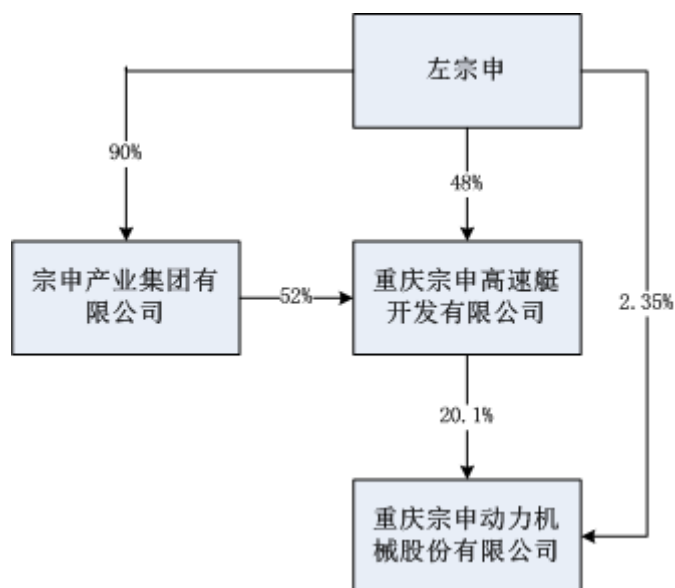 左宗申
90%
48%
宗申产业集团有
限公司
52%
重庆宗申高速艇
开发有限公司
2.35%
20.1%
重庆宗申动力机
械股份有限公司